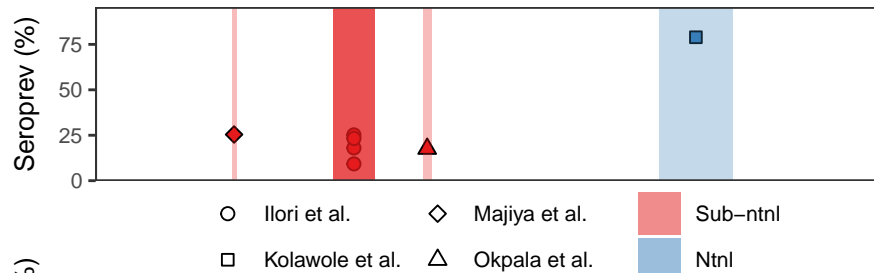 Seroprev (%)
75
50
25
0
Ilori et al.
Majiya et al.
Sub−ntnl
Kolawole et al.
Okpala et al.
Ntnl
%)